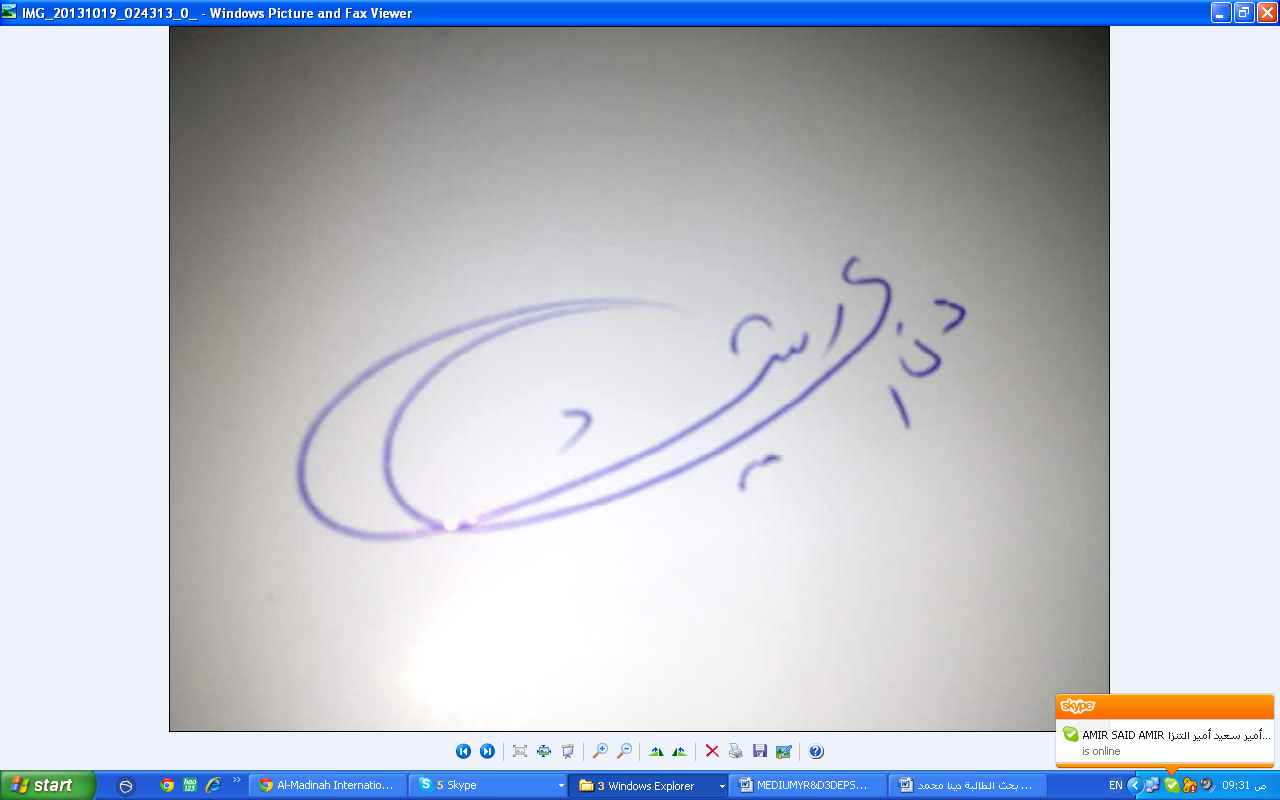 IMG_20131019_024313_0_ - Windows Picture and Fax Viewer
skype
AMIR SAID AMIR أمير سعيد أمير التنزا...
is online
start
Al-Madinah Internatio...
5 Skype
3 Windows Explorer
MEDIUMYR&D3DEPS...
بحث الطالبة دينا محمد ...
EN
09:31 ص